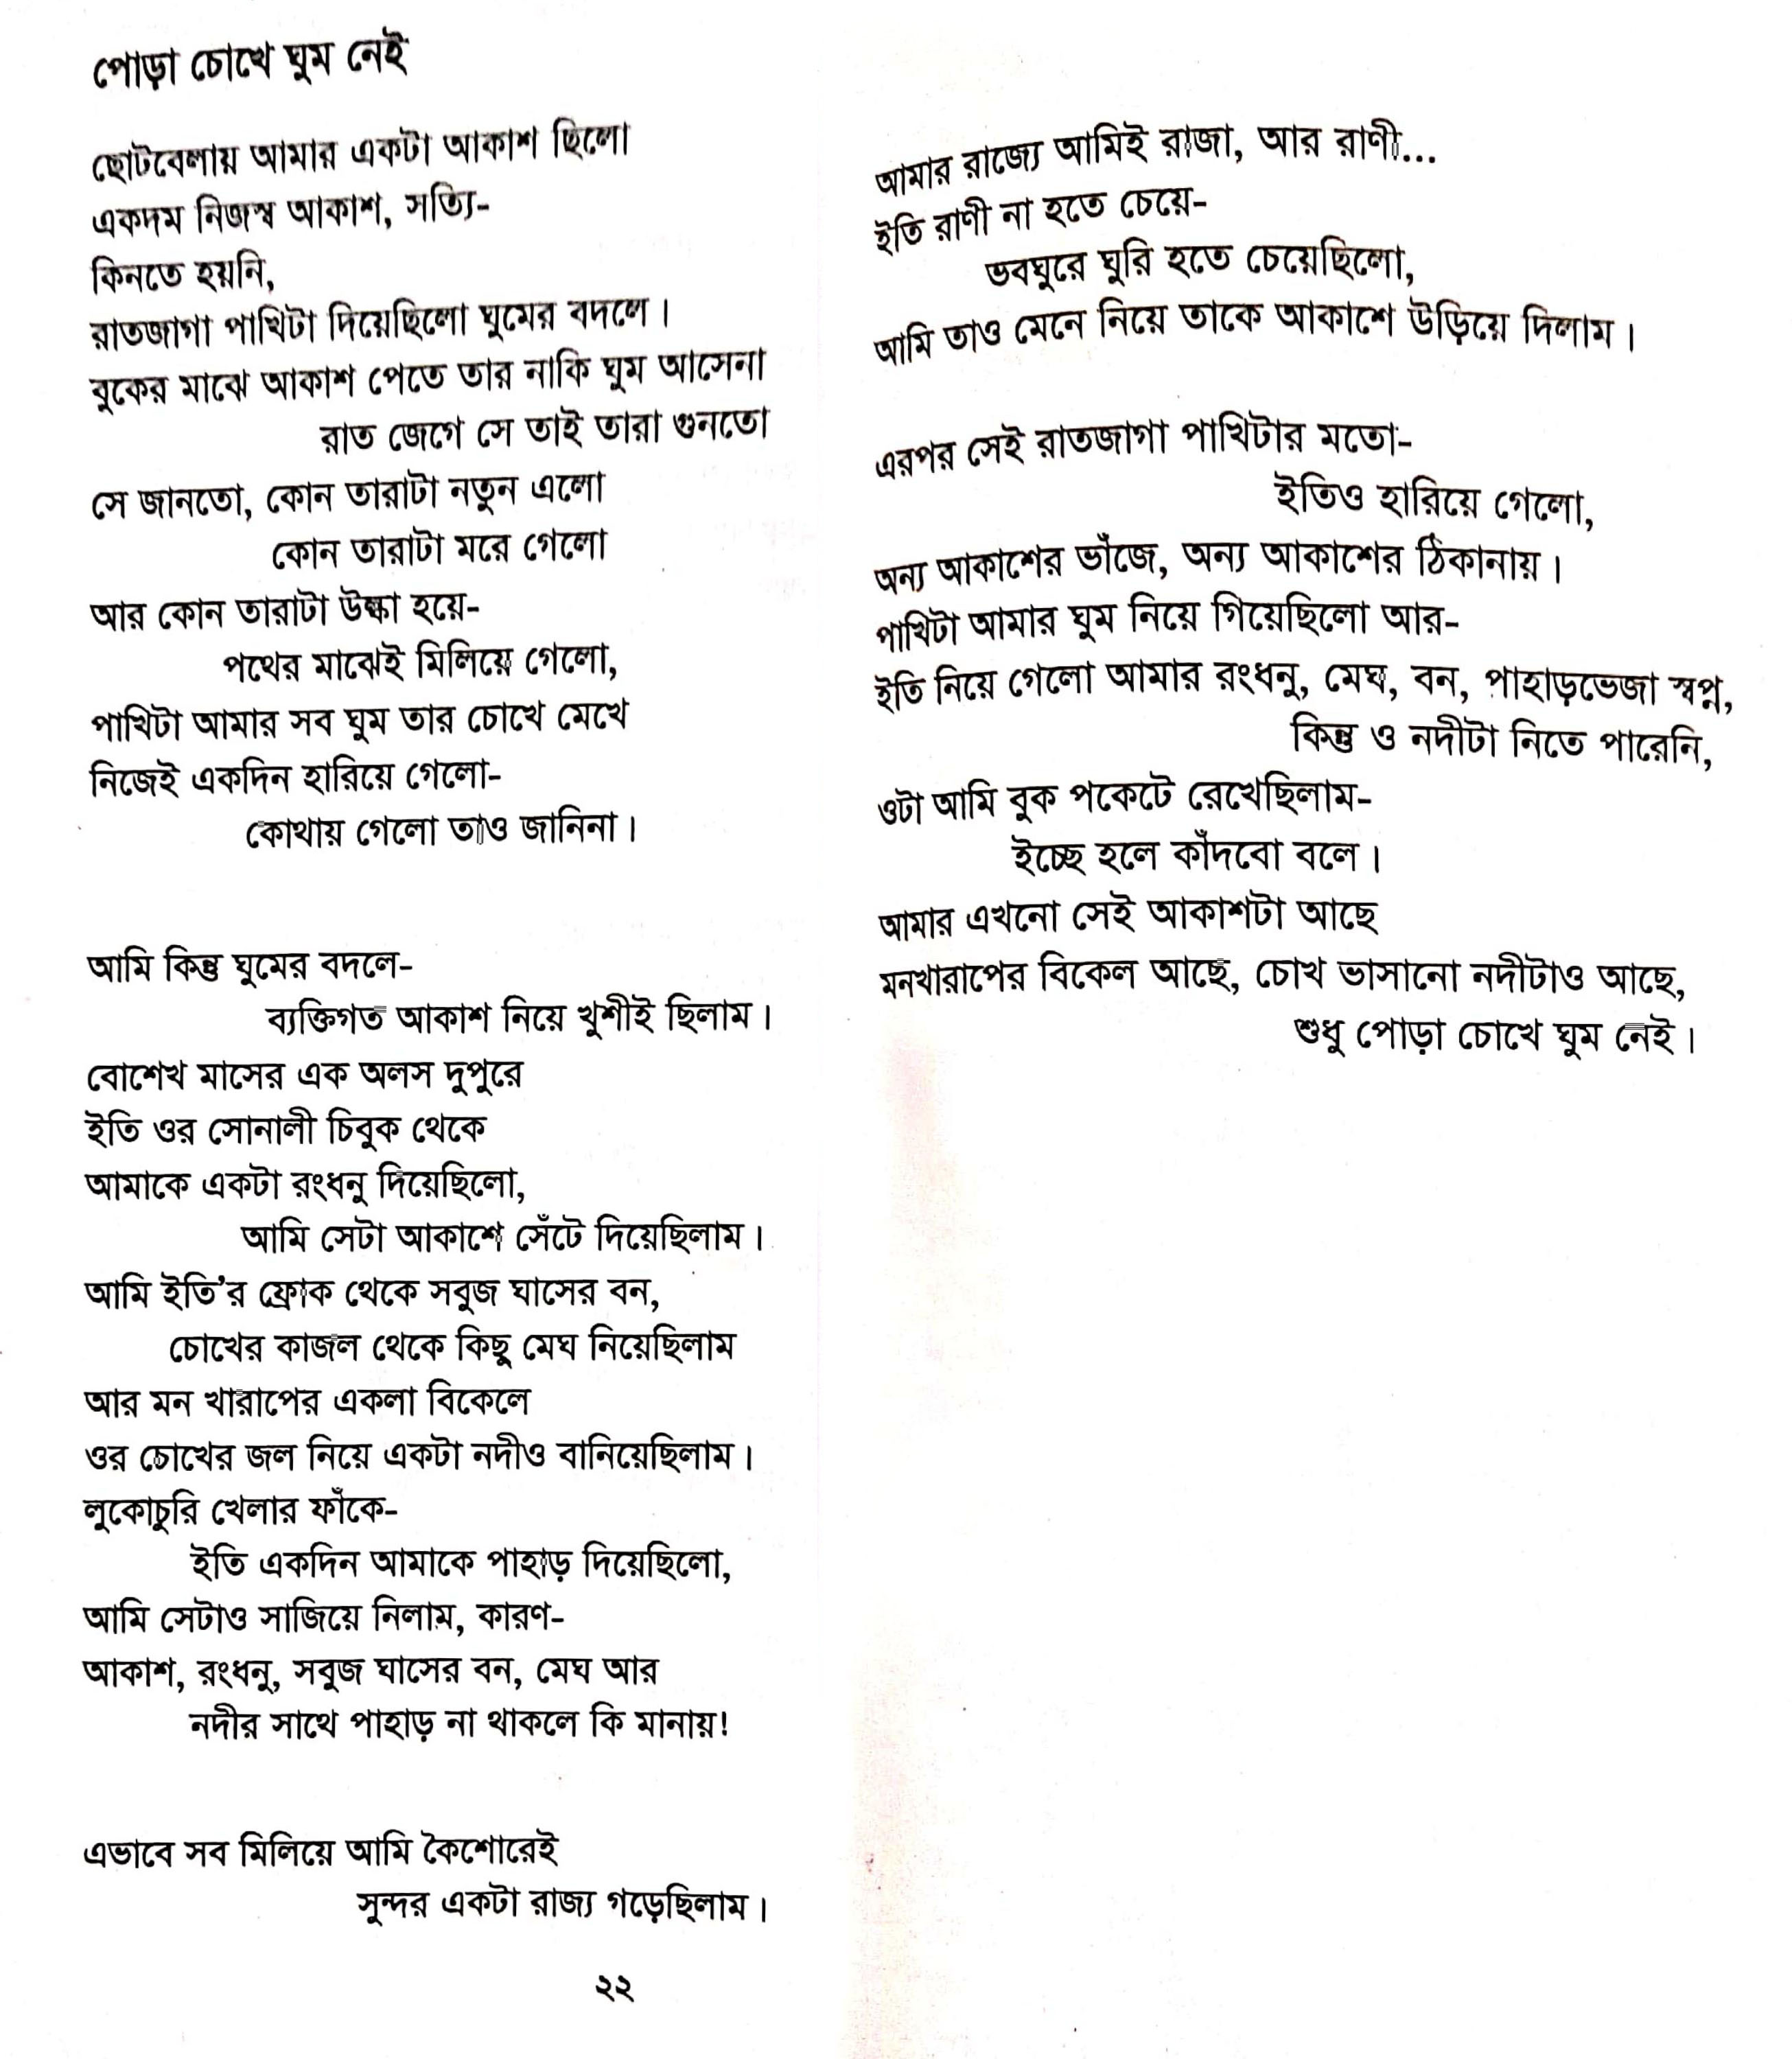 পোড়া চোখে ঘুম নেই
ছোটবেলায় আমার একটা আকাশ ছিলো
একদম নিজস্ব আকাশ, সত্যি-
কিনতে হয়নি,
রাতজাগা পাখিটা দিয়েছিলো ঘুমের বদলে।
বুকের মাঝে আকাশ পেতে তার নাকি ঘুম আসেনা
রাত জেগে সে তাই তারা গুনতো
সে জানতো, কোন তারাটা নতুন এলো
কোন তারাটা মরে গেলো
আর কোন তারাটা উল্কা হয়ে-
পথের মাঝেই মিলিয়ে গেলো,
পাখিটা আমার সব ঘুম তার চোখে মেখে
নিজেই একদিন হারিয়ে গেলো-
কোথায় গেলো তাও জানিনা।
আমি কিন্তু ঘুমের বদলে-
ব্যক্তিগত আকাশ নিয়ে খুশীই ছিলাম।
বোশেখ মাসের এক অলস দুপুরে
ইতি ওর সোনালী চিবুক থেকে
আমাকে একটা রংধনু দিয়েছিলো,
আমি সেটা আকাশে সেঁটে দিয়েছিলাম।
আমি ইতি'র ফ্রোক থেকে সবুজ ঘাসের বন,
চোখের কাজল থেকে কিছু মেঘ নিয়েছিলাম
আর মন খারাপের একলা বিকেলে
ওর চোখের জল নিয়ে একটা নদীও বানিয়েছিলাম।
লুকোচুরি খেলার ফাঁকে-
ইতি একদিন আমাকে পাহাড় দিয়েছিলো,
আমি সেটাও সাজিয়ে নিলাম, কারণ-
আকাশ, রংধনু, সবুজ ঘাসের বন, মেঘ আর
নদীর সাথে পাহাড় না থাকলে কি মানায়!
এভাবে সব মিলিয়ে আমি কৈশোরেই
সুন্দর একটা রাজ্য গড়েছিলাম।
২২
আমার রাজ্যে আমিই রাজা, আর রাণী...
ইতি রাণী না হতে চেয়ে-
ভবঘুরে ঘুরি হতে চেয়েছিলো,
আমি তাও মেনে নিয়ে তাকে আকাশে উড়িয়ে দিলাম।
এরপর সেই রাতজাগা পাখিটার মতো-
ইতিও হারিয়ে গেলো,
অন্য আকাশের ভাঁজে, অন্য আকাশের ঠিকানায়।
পাখিটা আমার ঘুম নিয়ে গিয়েছিলো আর-
ইতি নিয়ে গেলো আমার রংধনু, মেঘ, বন, পাহাড়ভেজা স্বপ্ন,
কিন্তু ও নদীটা নিতে পারেনি,
ওটা আমি বুক পকেটে রেখেছিলাম-
ইচ্ছে হলে কাঁদবো বলে।
আমার এখনো সেই আকাশটা আছে
মনখারাপের বিকেল আছে, চোখ ভাসানো নদীটাও আছে,
শুধু পোড়া চোখে ঘুম নেই।